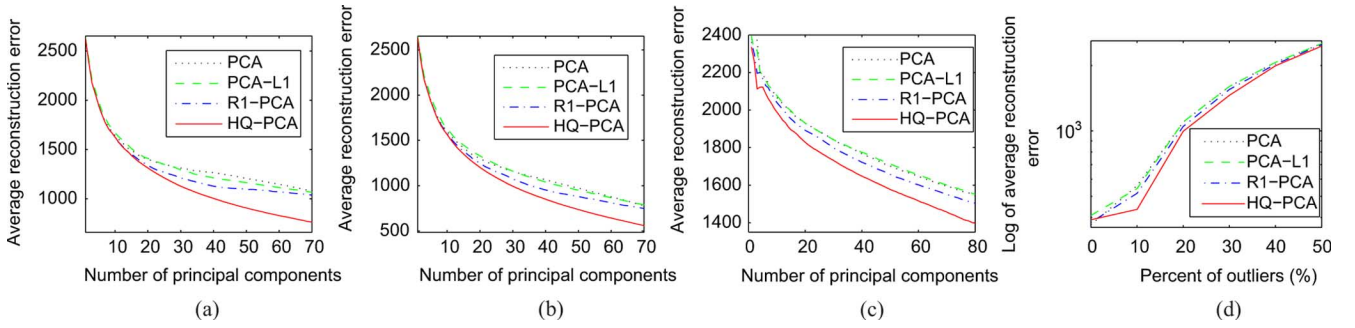 Average reconstruction error
2500
2000
1500
1000
PCA
PCA-L1
R1-PCA
HQ-PCA
10 20 30 40 50 60 70
Number of principal components
(a)
Average reconstruction error
2500
2000
1500
1000
500
PCA
PCA-L1
R1-PCA
HQ-PCA
10 20 30 40 50 60 70
Number of principal components
(b)
Average reconstruction error
2400
2200
2000
1800
1600
1400
PCA
PCA-L1
R1-PCA
HQ-PCA
0 20 40 60 80
Number of principal components
(c)
Log of average reconstruction
error
10³
PCA
PCA-L1
R1-PCA
HQ-PCA
0 10 20 30 40 50
Percent of outliers (%)
(d)